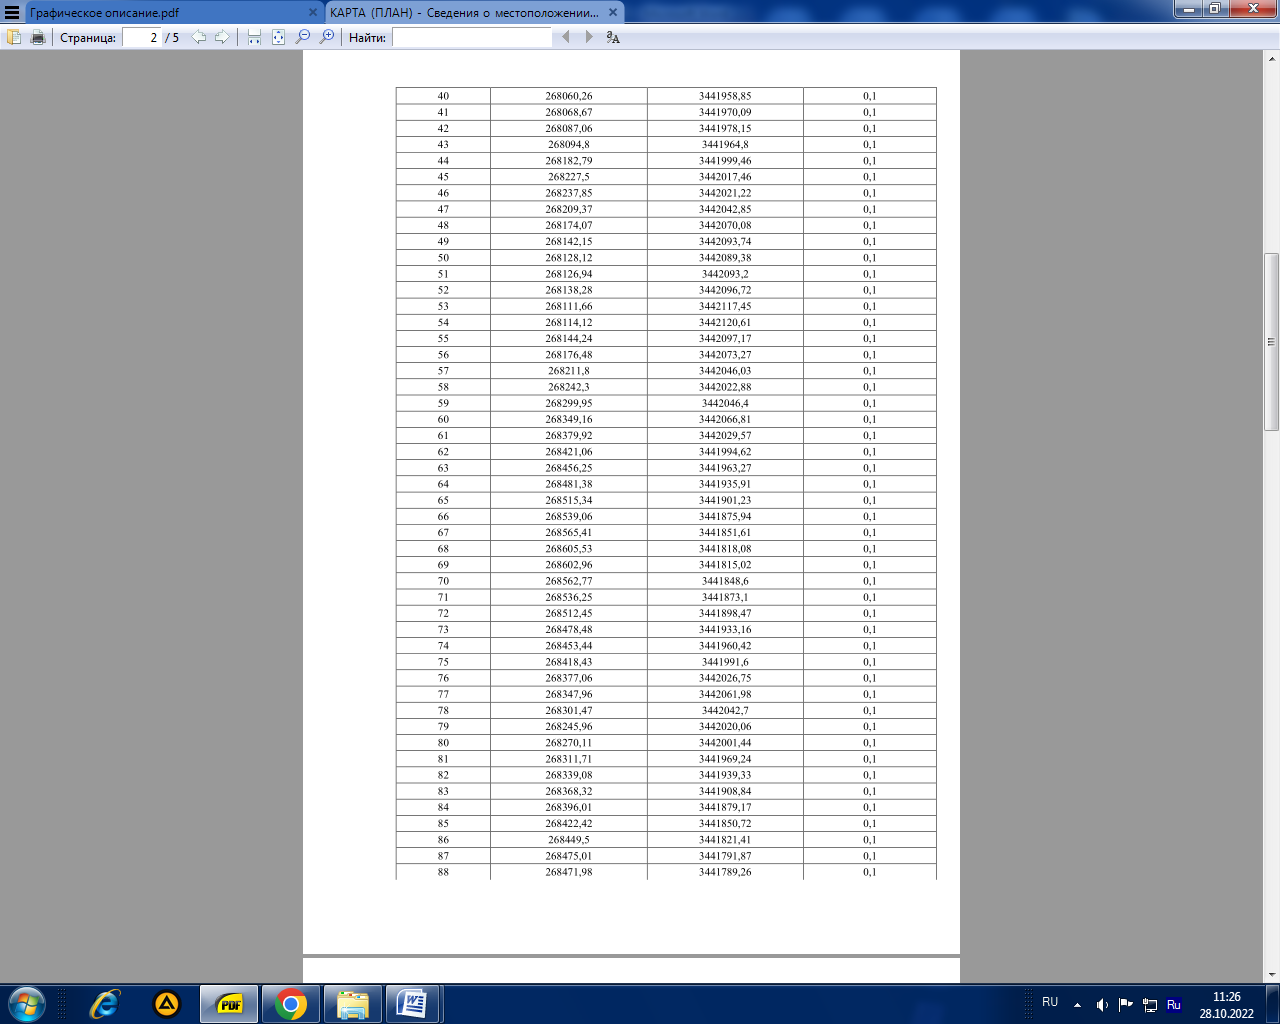 Графическое описание.pdf
КАРТА (ПЛАН) - Сведения о местоположении...
Страница: 2 / 5 Найти:
40 268060,26 3441958,85 0,1
41 268068,67 3441970,09 0,1
42 268087,06 3441978,15 0,1
43 268094,8 3441964,8 0,1
44 268182,79 3441999,46 0,1
45 268227,5 3442017,46 0,1
46 268237,85 3442021,22 0,1
47 268209,37 3442042,85 0,1
48 268174,07 3442070,08 0,1
49 268142,15 3442093,74 0,1
50 268128,12 3442089,38 0,1
51 268126,94 3442093,2 0,1
52 268138,28 3442096,72 0,1
53 268111,66 3442117,45 0,1
54 268114,12 3442120,61 0,1
55 268144,24 3442097,17 0,1
56 268176,48 3442073,27 0,1
57 268211,8 3442046,03 0,1
58 268242,3 3442022,88 0,1
59 268299,95 3442046,4 0,1
60 268349,16 3442066,81 0,1
61 268379,92 3442029,57 0,1
62 268421,06 3441994,62 0,1
63 268456,25 3441963,27 0,1
64 268481,38 3441935,91 0,1
65 268515,34 3441901,23 0,1
66 268539,06 3441875,94 0,1
67 268565,41 3441851,61 0,1
68 268605,53 3441818,08 0,1
69 268602,96 3441815,02 0,1
70 268562,77 3441848,6 0,1
71 268536,25 3441873,1 0,1
72 268512,45 3441898,47 0,1
73 268478,48 3441933,16 0,1
74 268453,44 3441960,42 0,1
75 268418,43 3441991,6 0,1
76 268377,06 3442026,75 0,1
77 268347,96 3442061,98 0,1
78 268301,47 3442042,7 0,1
79 268245,96 3442020,06 0,1
80 268270,11 3442001,44 0,1
81 268311,71 3441969,24 0,1
82 268339,08 3441939,33 0,1
83 268368,32 3441908,84 0,1
84 268396,01 3441879,17 0,1
85 268422,42 3441850,72 0,1
86 268449,5 3441821,41 0,1
87 268475,01 3441791,87 0,1
88 268471,98 3441789,26 0,1
PDF
RU
Ru
11:26
28.10.2022